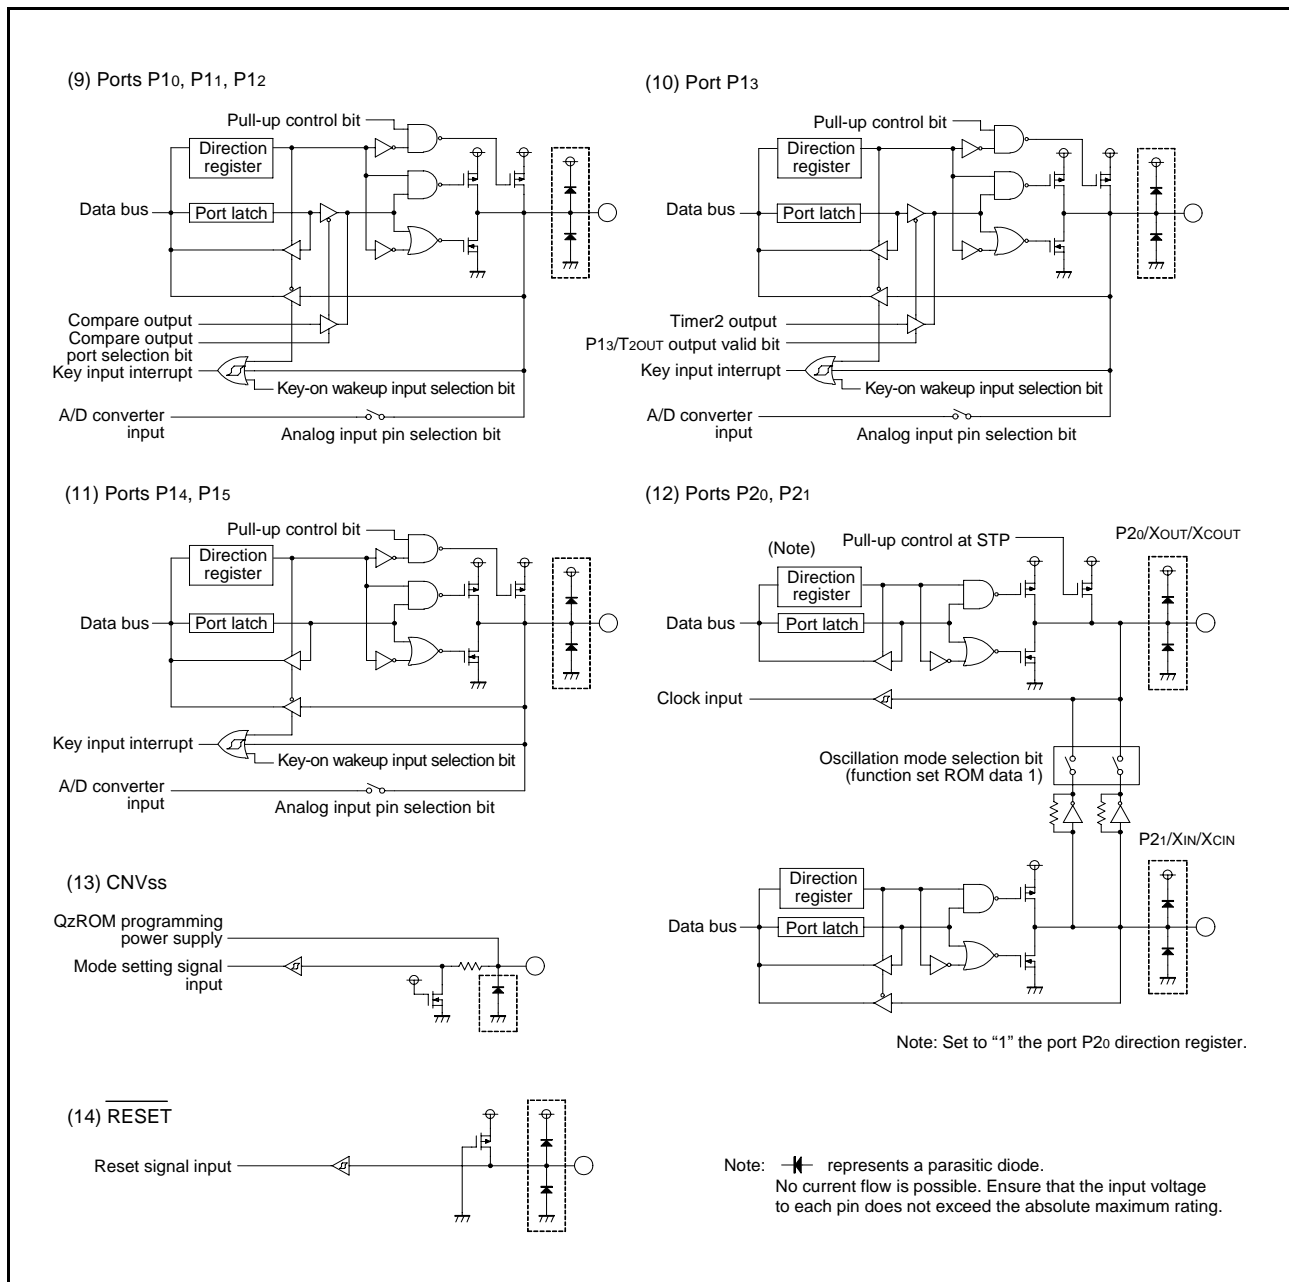 (9) Ports P10, P11, P12
Pull-up control bit
Direction
register
Data bus
Port latch
Compare output
Compare output
port selection bit
Key input interrupt
Key-on wakeup input selection bit
A/D converter
input
Analog input pin selection bit
(10) Port P13
Pull-up control bit
Direction
register
Data bus
Port latch
Timer2 output
P13/T2OUT output valid bit
Key input interrupt
Key-on wakeup input selection bit
A/D converter
input
Analog input pin selection bit
(11) Ports P14, P15
Pull-up control bit
Direction
register
Data bus
Port latch
Key input interrupt
Key-on wakeup input selection bit
A/D converter
input
Analog input pin selection bit
(12) Ports P20, P21
(Note)
Pull-up control at STP
P20/XOUT/XCOUT
Direction
register
Data bus
Port latch
Clock input
Oscillation mode selection bit
(function set ROM data 1)
P21/XIN/XCIN
Direction
register
Data bus
Port latch
Note: Set to “1” the port P20 direction register.
(13) CNVss
QzROM programming
power supply
Mode setting signal
input
(14) RESET
Reset signal input
Note: represents a parasitic diode.
No current flow is possible. Ensure that the input voltage
to each pin does not exceed the absolute maximum rating.